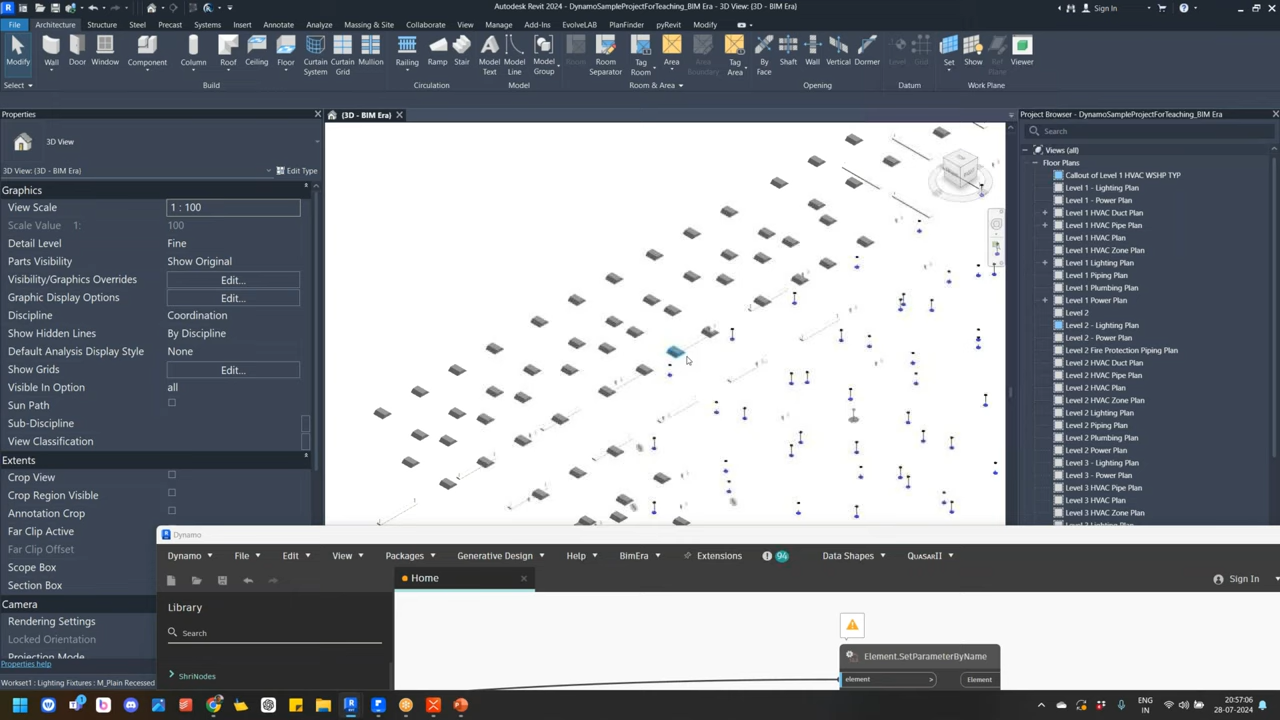 Autodesk Revit 2024 - DynamoSampleProjectForTeaching_BIM Era - 3D View: {3D - BIM Era}
Sign In
File Architecture Structure Steel Precast Systems Insert Annotate Analyze Massing & Site Collaborate View Manage Add-Ins EvolveLAB PlanFinder pyRevit Modify
Modify Wall Door Window Component Column Roof Ceiling Floor Curtain System Curtain Grid Mullion Railing Ramp Stair Model Text Model Line Model Group Room Room Separator Tag Room Area Area Boundary Tag Area By Face Shaft Wall Vertical Dormer Level Grid Set Show Ref Plane Viewer
Select Build Circulation Model Room & Area Opening Datum Work Plane
Properties
3D View
3D View: {3D - BIM Era}
Edit Type
Graphics
View Scale 1 : 100
Scale Value 1: 100
Detail Level Fine
Parts Visibility Show Original
Visibility/Graphics Overrides Edit...
Graphic Display Options Edit...
Discipline Coordination
Show Hidden Lines By Discipline
Default Analysis Display Style None
Show Grids Edit...
Visible In Option all
Sun Path
Sub-Discipline
View Classification
Extents
Crop View
Crop Region Visible
Annotation Crop
Far Clip Active
Far Clip Offset
Scope Box
Section Box
Camera
Rendering Settings
Locked Orientation
Projection Mode
Properties help
Workset1 : Lighting Fixtures : M_Plain Recessed
{3D - BIM Era}
TOP
Project Browser - DynamoSampleProjectForTeaching_BIM Era
Search
Views (all)
Floor Plans
Callout of Level 1 HVAC WSHP TYP
Level 1 - Lighting Plan
Level 1 - Power Plan
Level 1 HVAC Duct Plan
Level 1 HVAC Pipe Plan
Level 1 HVAC Plan
Level 1 HVAC Zone Plan
Level 1 Lighting Plan
Level 1 Piping Plan
Level 1 Plumbing Plan
Level 1 Power Plan
Level 2
Level 2 - Lighting Plan
Level 2 - Power Plan
Level 2 Fire Protection Piping Plan
Level 2 HVAC Duct Plan
Level 2 HVAC Pipe Plan
Level 2 HVAC Plan
Level 2 HVAC Zone Plan
Level 2 Lighting Plan
Level 2 Piping Plan
Level 2 Plumbing Plan
Level 2 Power Plan
Level 3 - Lighting Plan
Level 3 - Power Plan
Level 3 HVAC Pipe Plan
Level 3 HVAC Plan
Level 3 HVAC Zone Plan
Level 3 Lighting Plan
Dynamo
Dynamo File Edit View Packages Generative Design Help BimEra Extensions 94 Data Shapes QUASARII
Home
Sign In
Library
Search
ShriNodes
Element.SetParameterByName
element > Element
ENG
IN
20:57:06
28-07-2024